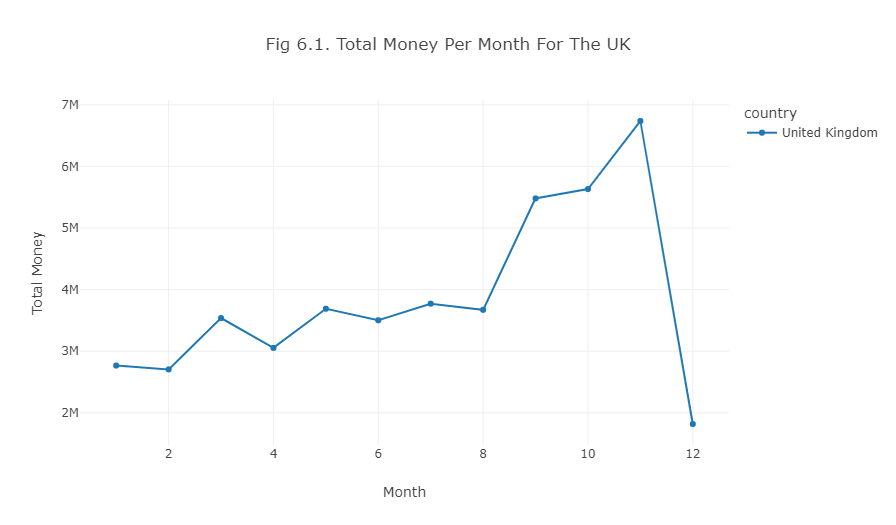 Fig 6.1. Total Money Per Month For The UK
7M
6M
5M
4M
3M
2M
Total Money
2 4 6 8 10 12
Month
country
United Kingdom